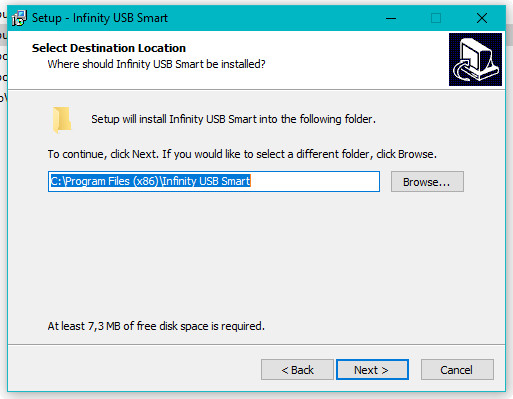 Setup - Infinity USB Smart
Select Destination Location
Where should Infinity USB Smart be installed?
Setup will install Infinity USB Smart into the following folder.
To continue, click Next. If you would like to select a different folder, click Browse.
C:\Program Files (x86)\Infinity USB Smart
Browse...
At least 7,3 MB of free disk space is required.
< Back
Next >
Cancel